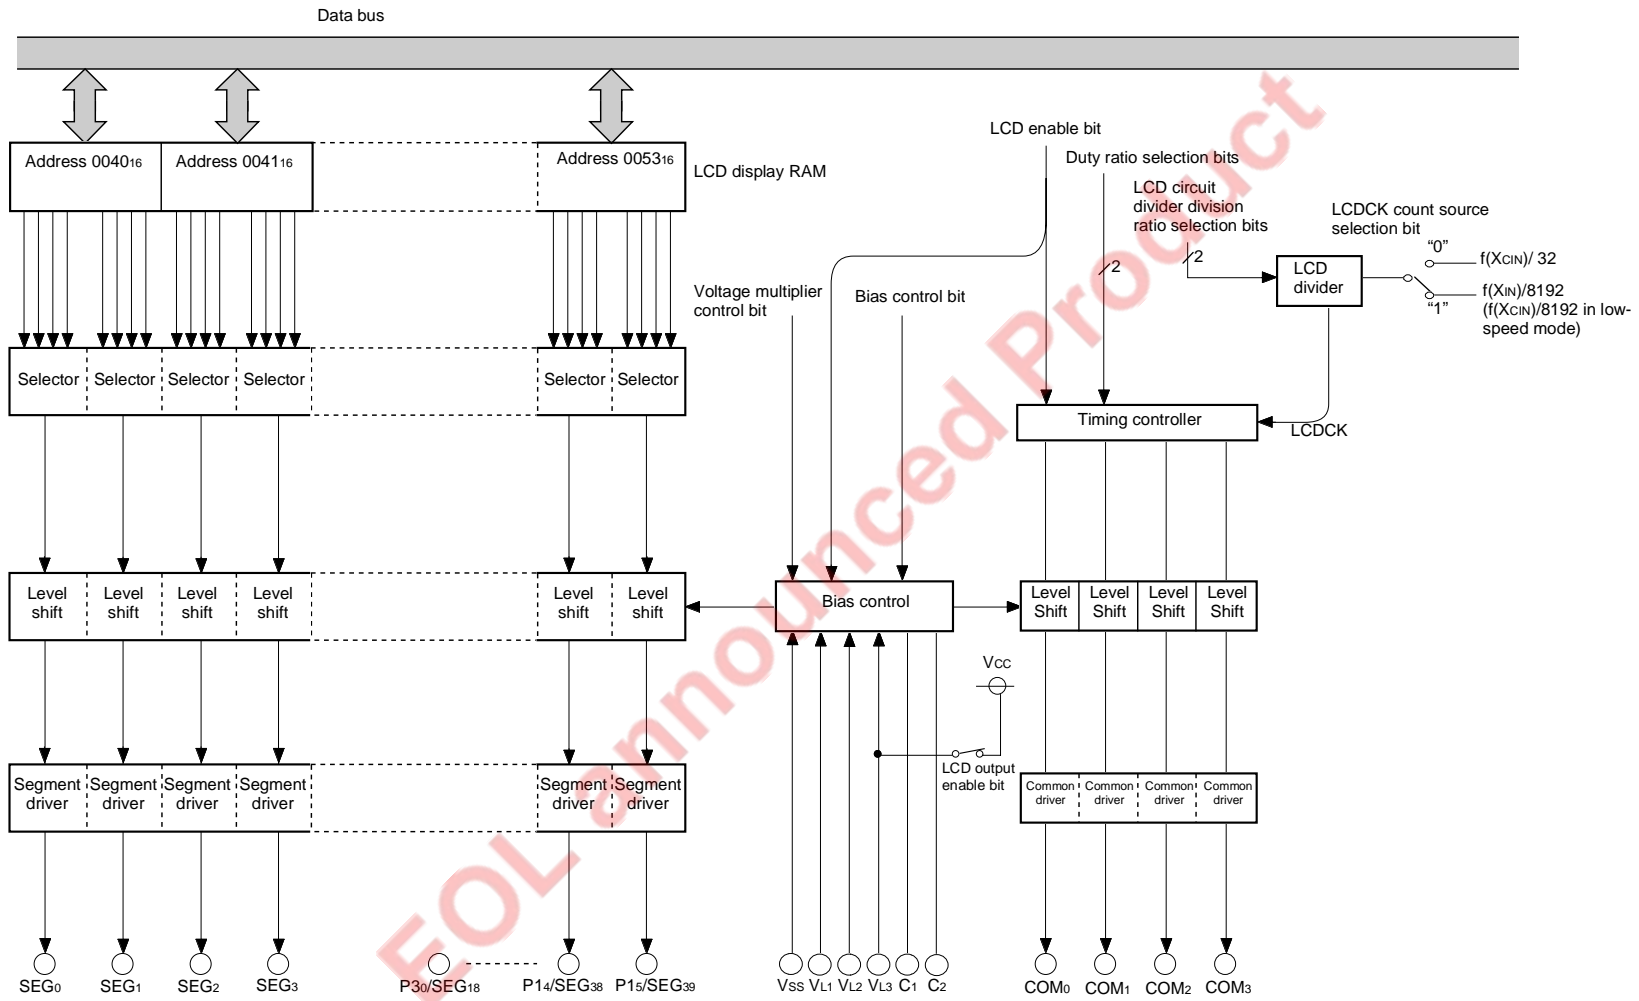 Data bus
Address 004016
Address 004116
Address 005316
LCD display RAM
LCD enable bit
Duty ratio selection bits
LCD circuit
divider division
ratio selection bits
2
2
LCD
divider
LCDCK count source
selection bit
“0”
f(XCIN)/ 32
f(XIN)/8192
“1”
(f(XCIN)/8192 in low-
speed mode)
Voltage multiplier
control bit
Bias control bit
Selector
Selector
Selector
Selector
Selector
Selector
Timing controller
LCDCK
Level
shift
Level
shift
Level
shift
Level
shift
Level
shift
Level
shift
Bias control
Level
Shift
Level
Shift
Level
Shift
Level
Shift
VCC
LCD output
enable bit
Segment
driver
Segment
driver
Segment
driver
Segment
driver
Segment
driver
Segment
driver
Common
driver
Common
driver
Common
driver
Common
driver
SEG0
SEG1
SEG2
SEG3
P30/SEG18
P14/SEG38
P15/SEG39
VSS
VL1
VL2
VL3
C1
C2
COM0
COM1
COM2
COM3
EOL announced Product